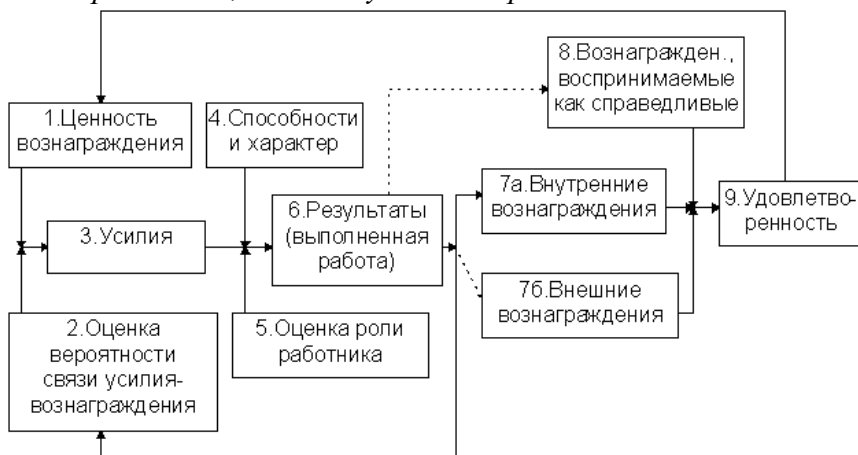 1.Ценность
вознаграждения
4.Способности
и характер
8.Вознагражден.,
воспринимаемые
как справедливые
3.Усилия
6.Результаты
(выполненная
работа)
7а.Внутренние
вознаграждения
9.Удовлетво-
ренность
2.Оценка
вероятности
связи усилия-
вознаграждения
5.Оценка роли
работника
7б.Внешние
вознаграждения